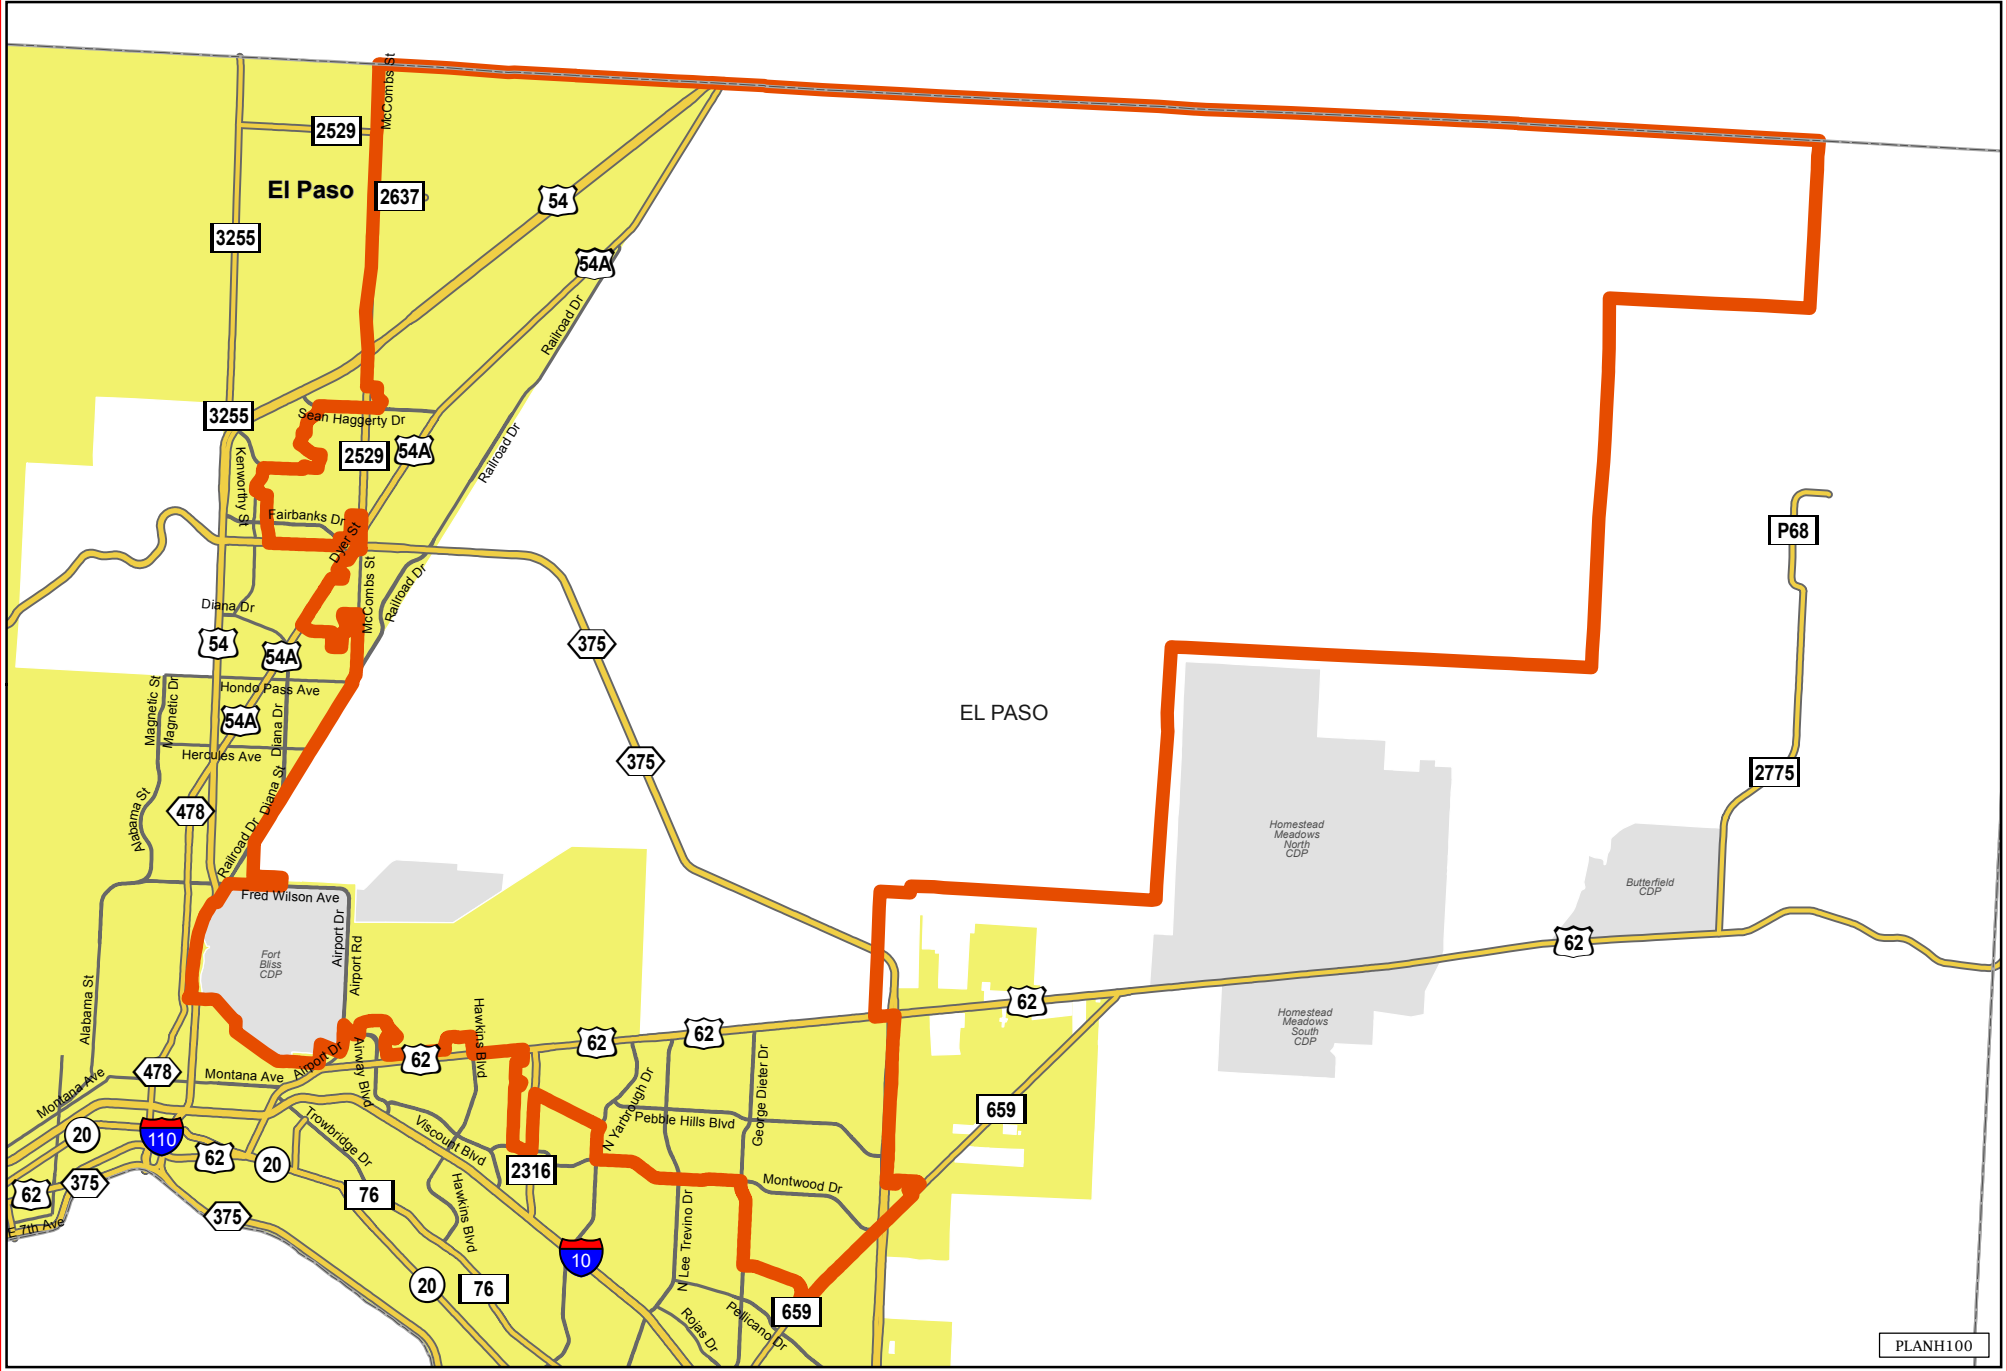 McCombs St
2529
El Paso
2637
54
3255
54A
Railroad Dr
3255
Sean Haggerty Dr
2529
54A
Railroad Dr
Kenworthy St
Fairbanks Dr
Dyer St
P68
McCombs St
Railroad Dr
Diana Dr
54
54A
375
Hondo Pass Ave
Magnetic St
Magnetic Dr
54A
Diana Dr
EL PASO
Hercules Ave
375
2775
Diana St
478
Alabama St
Railroad Dr
Homestead
Meadows
North
CDP
Butterfield
CDP
Fred Wilson Ave
Airport Dr
Airport Rd
Fort
Bliss
CDP
62
Alabama St
62
Hawkins Blvd
62
62
Homestead
Meadows
South
CDP
Airport Dr
Airway Blvd
62
478
Montana Ave
Montana Ave
George Dieter Dr
N Yarbrough Dr
Pebble Hills Blvd
659
20
110
Trowbridge Dr
Viscount Blvd
62
20
2316
62
375
76
Hawkins Blvd
Montwood Dr
375
E 7th Ave
N Lee Trevino Dr
10
20
76
659
Rojas Dr
Pellicano Dr
PLANH100